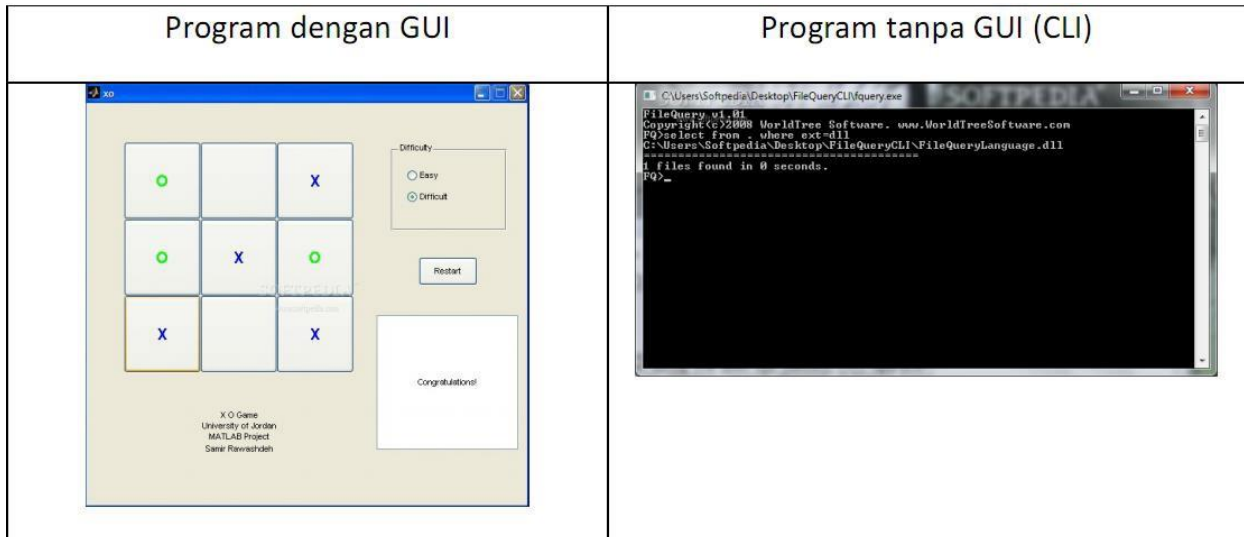 Program dengan GUI
Program tanpa GUI (CLI)
XO
O X
O X O
X X
Difficulty
Easy
Difficult
Restart
SOFTPEDIA
Congratulations!
X O Game
University of Jordan
MATLAB Project
Samir Rawashdeh
C:\Users\Softpedia\Desktop\FileQueryCLI\fquery.exe
SOFTPEDIA
FileQuery v1.01
Copyright(c)2008 WorldTree Software. www.WorldTreeSoftware.com
FQ>select from . where ext=dll
C:\Users\Softpedia\Desktop\FileQueryCLI\FileQueryLanguage.dll
=======================================
1 files found in 0 seconds.
FQ>_